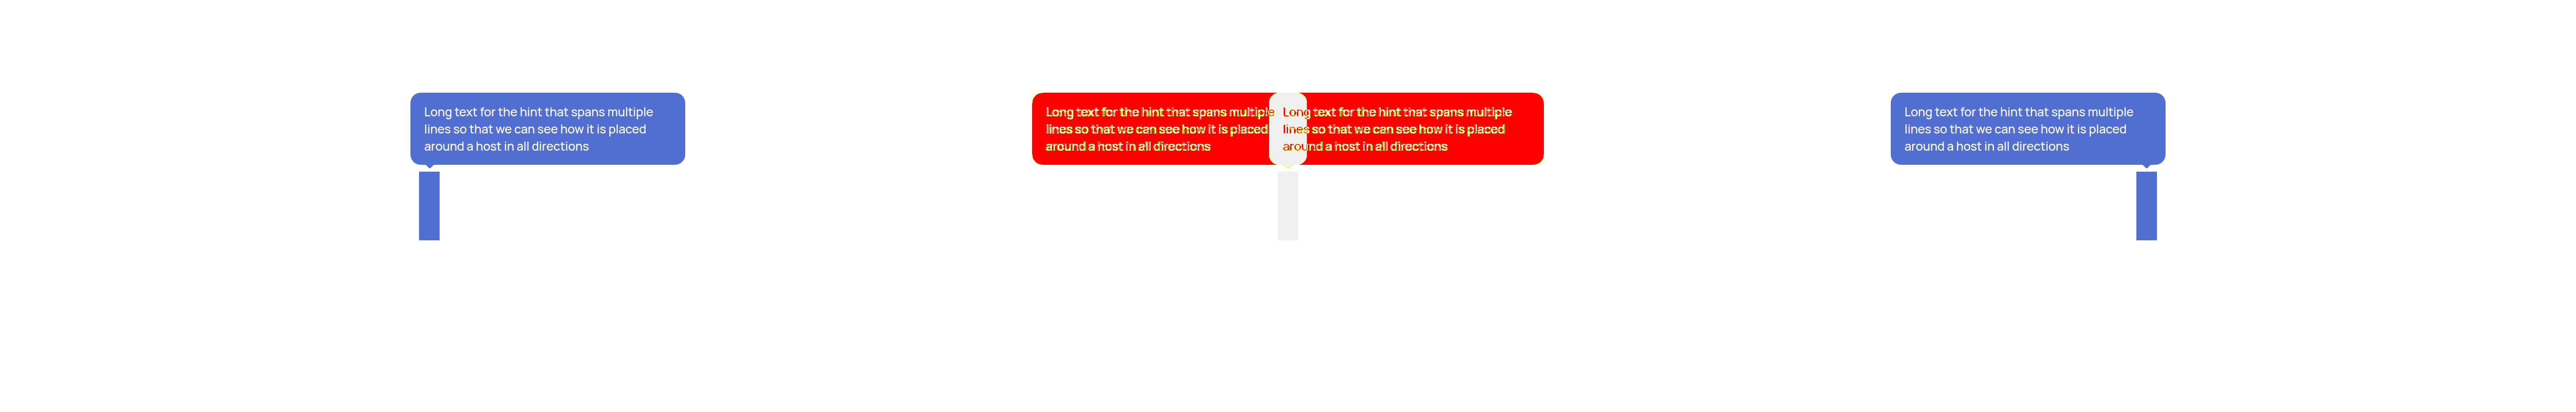 Long text for the hint that spans multiple
lines so that we can see how it is placed
around a host in all directions
Long text for the hint that spans multiple
lines so that we can see how it is placed
around a host in all directions
Long text for the hint that spans multiple
lines so that we can see how it is placed
around a host in all directions
Long text for the hint that spans multiple
lines so that we can see how it is placed
around a host in all directions